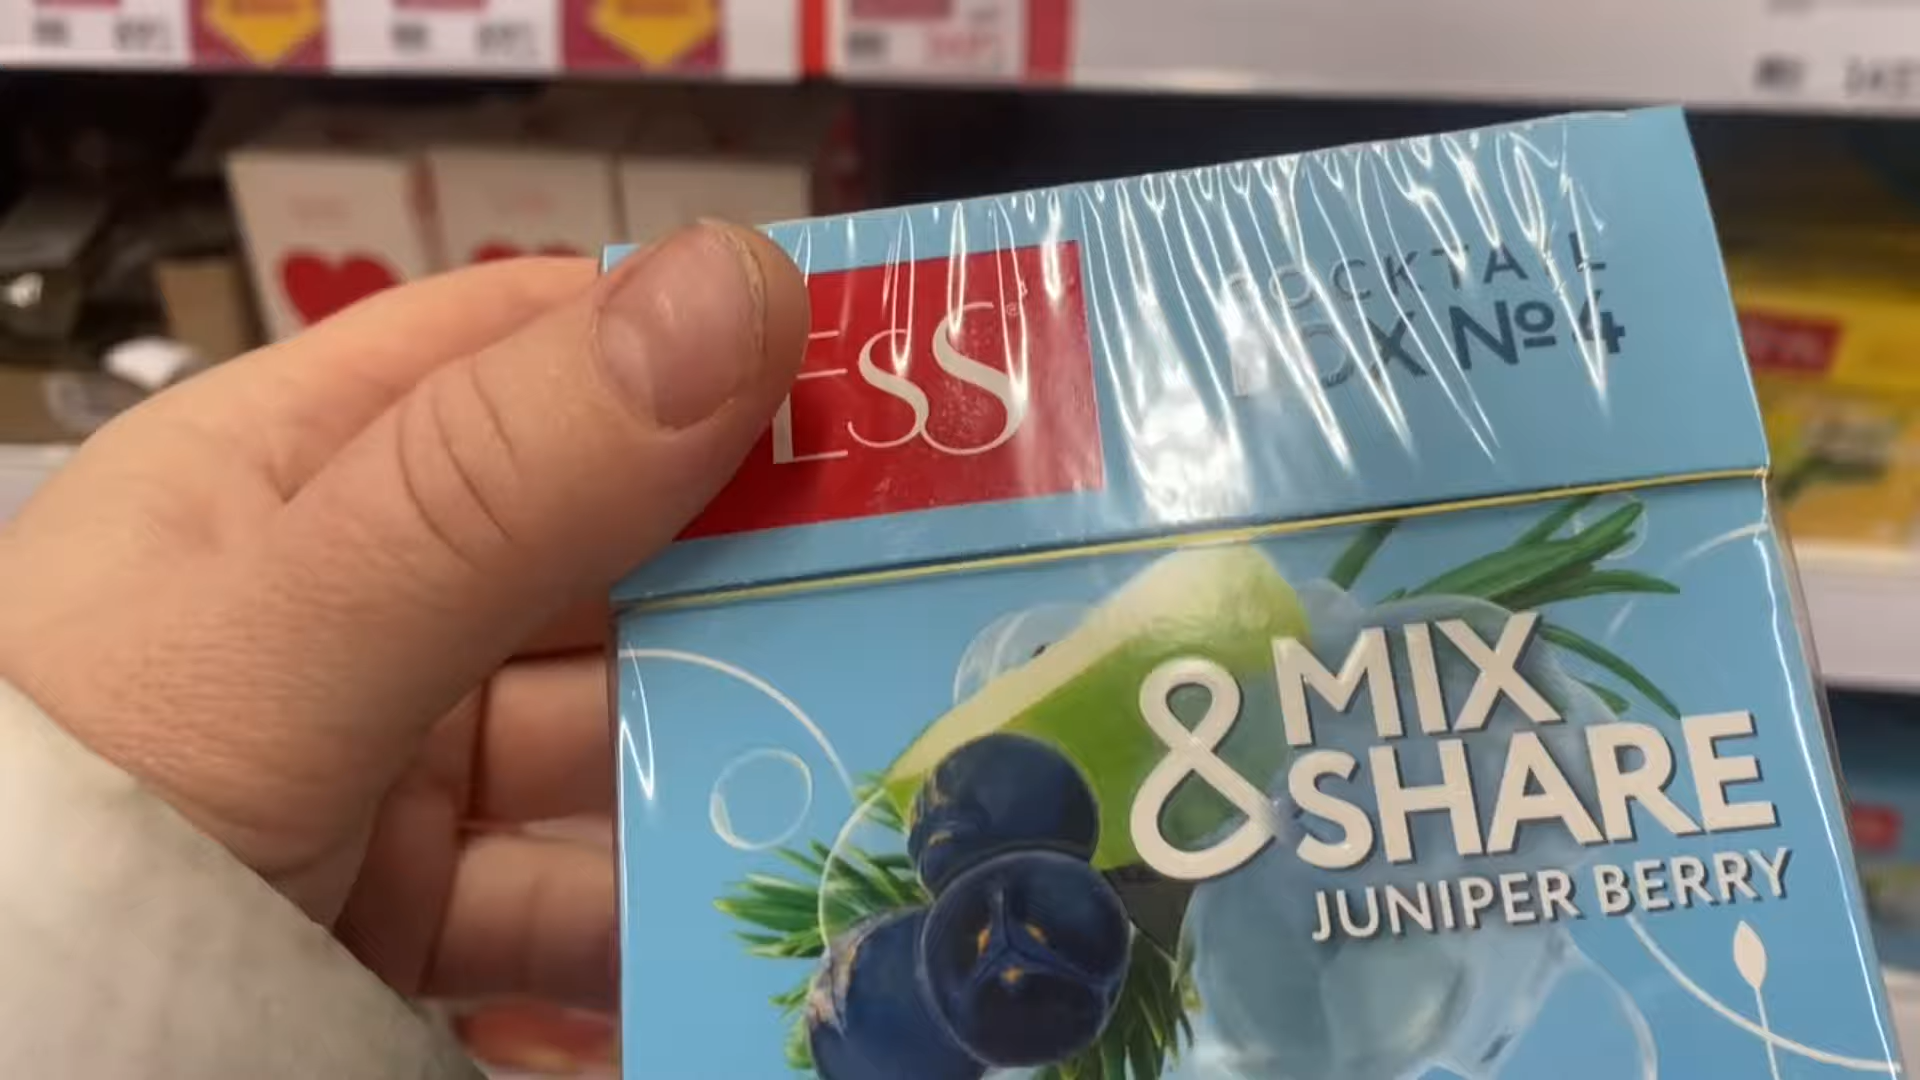 ESS®
COCKTAIL
BOX №4
MIX
& SHARE
JUNIPER BERRY